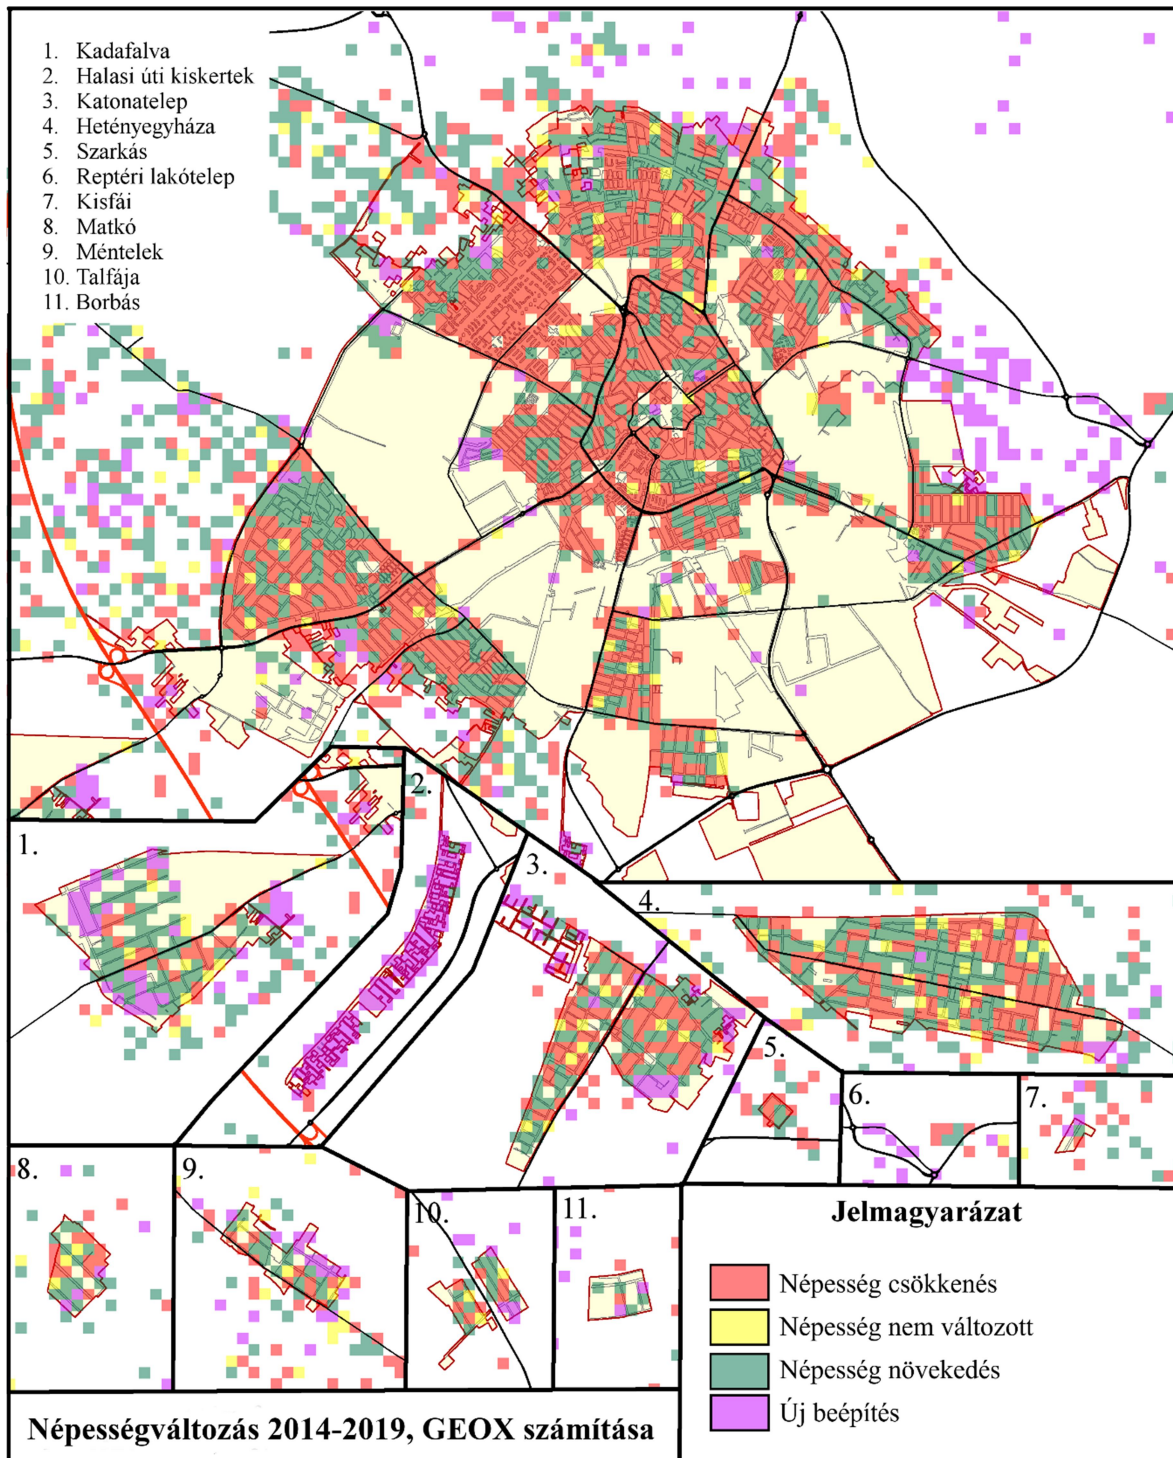 1. Kadafalva
2. Halasi úti kiskertek
3. Katonatelep
4. Hetényegyháza
5. Szarkás
6. Reptéri lakótelep
7. Kisfái
8. Matkó
9. Méntelek
10. Talfája
11. Borbás
1.
2.
3.
4.
5.
6.
7.
8.
9.
10.
11.
Jelmagyarázat
Népesség csökkenés
Népesség nem változott
Népesség növekedés
Új beépítés
Népességváltozás 2014-2019, GEOX számítása